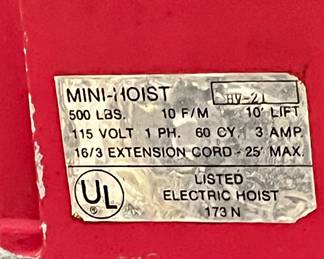 MINI-HOIST HV-21
500 LBS. 10 F/M 10' LIFT
115 VOLT 1 PH. 60 CY. 3 AMP.
16/3 EXTENSION CORD - 25' MAX.
UL ®
LISTED
ELECTRIC HOIST
173 N